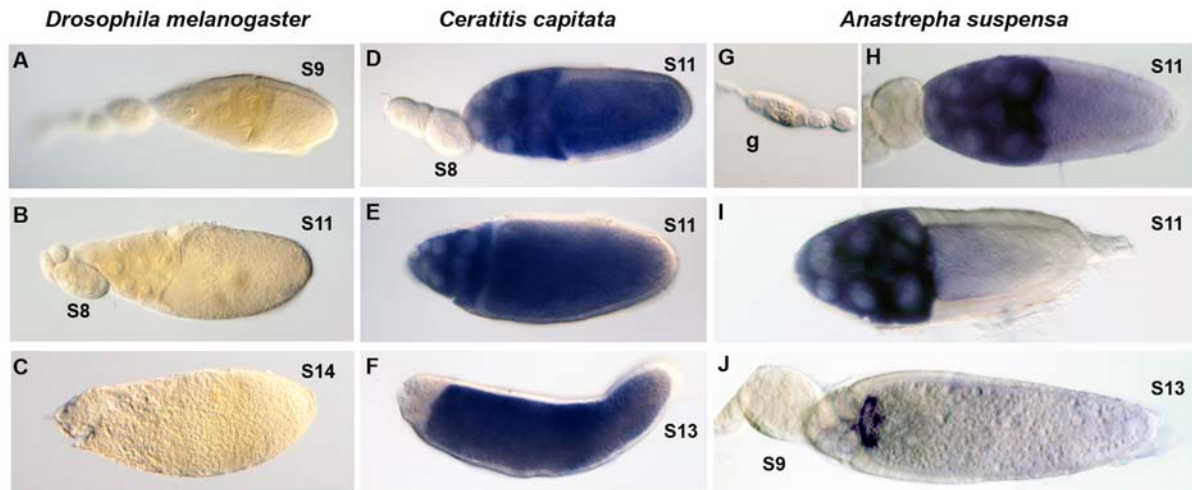 Drosophila melanogaster
Ceratitis capitata
Anastrepha suspensa
A
S9
D
S11
S8
G
g
H
S11
B
S11
S8
E
S11
I
S11
C
S14
F
S13
J
S13
S9